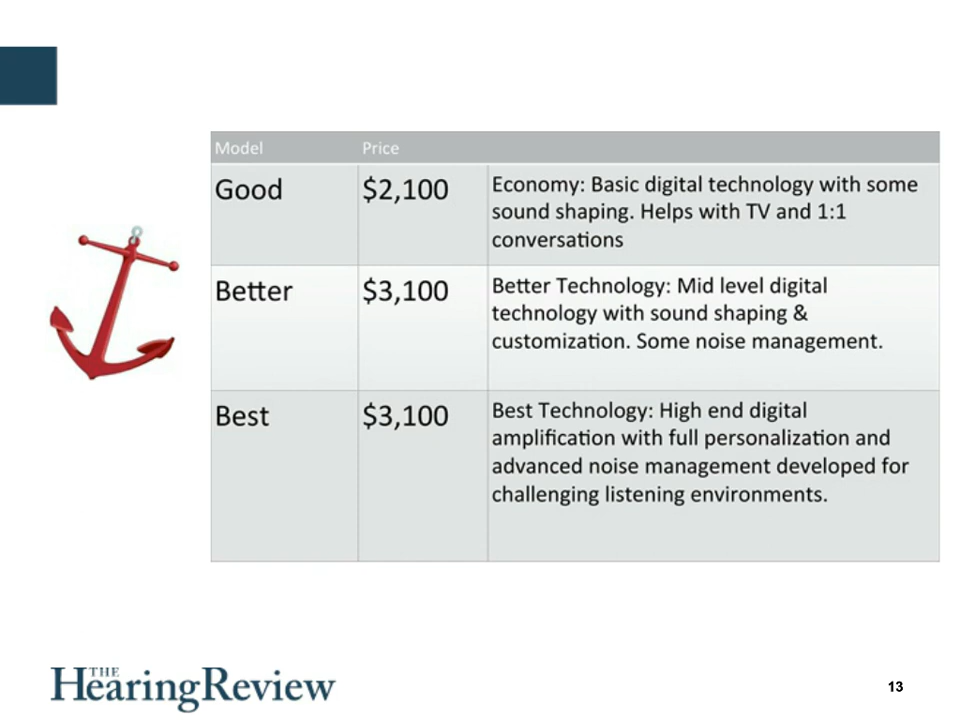 Model Price
Good $2,100 Economy: Basic digital technology with some
sound shaping. Helps with TV and 1:1
conversations
Better $3,100 Better Technology: Mid level digital
technology with sound shaping &
customization. Some noise management.
Best $3,100 Best Technology: High end digital
amplification with full personalization and
advanced noise management developed for
challenging listening environments.
THE
Hearing Review
13